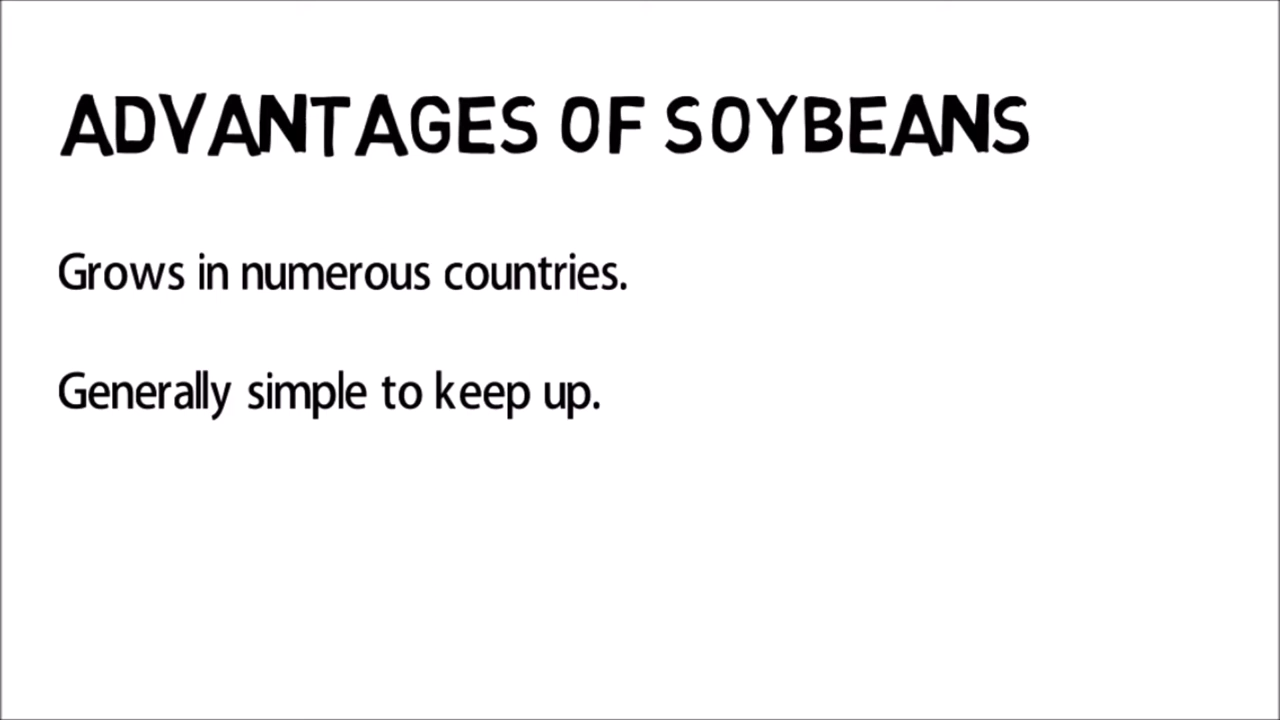 ADVANTAGES OF SOYBEANS
Grows in numerous countries.
Generally simple to keep up.